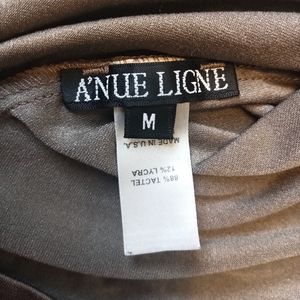 A'NUE LIGNE
M
88% TACTEL
12% LYCRA
MADE IN U.S.A.